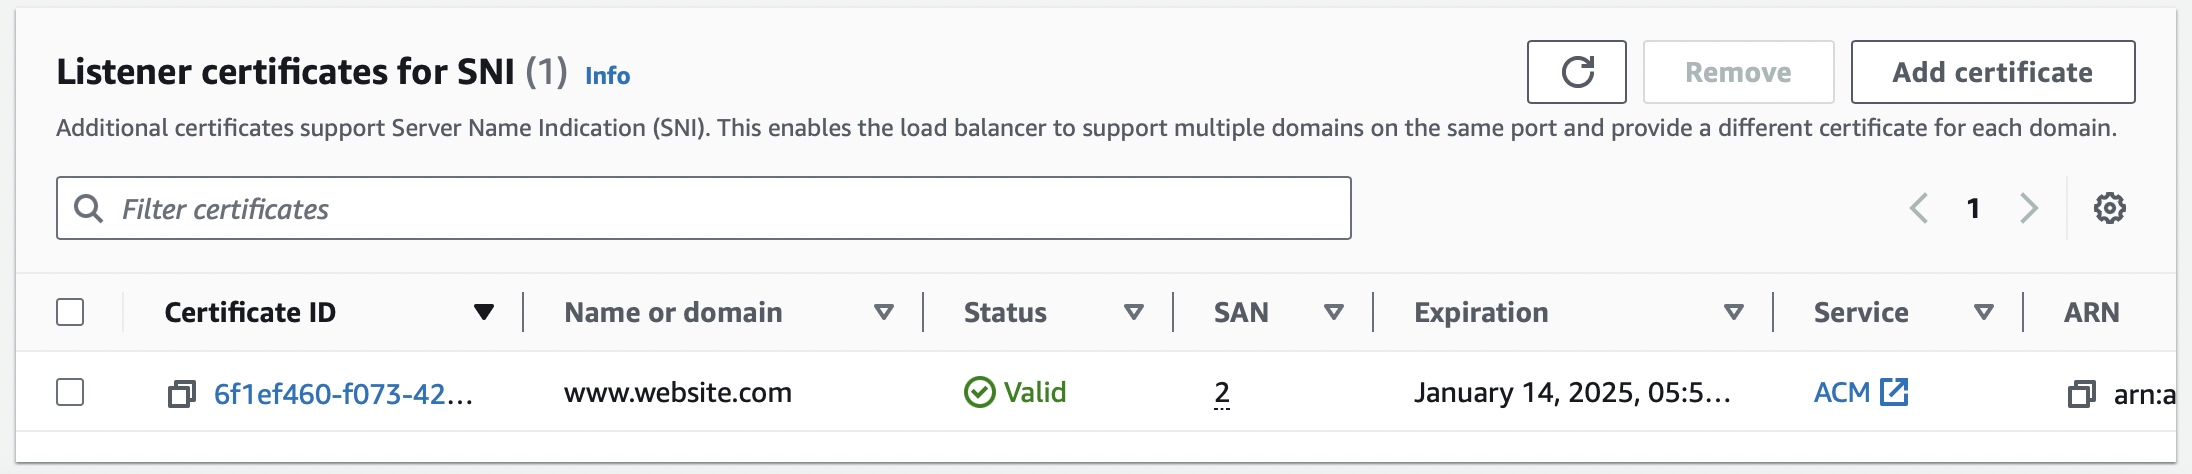 Listener certificates for SNI (1) Info
Remove
Add certificate
Additional certificates support Server Name Indication (SNI). This enables the load balancer to support multiple domains on the same port and provide a different certificate for each domain.
Filter certificates
1
Certificate ID Name or domain Status SAN Expiration Service ARN
6f1ef460-f073-42... www.website.com Valid 2 January 14, 2025, 05:5... ACM arn:a